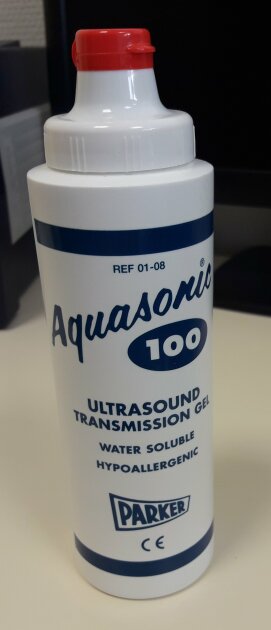 REF 01-08
Aquasonic®
100
ULTRASOUND
TRANSMISSION GEL
WATER SOLUBLE
HYPOALLERGENIC
PARKER
CE